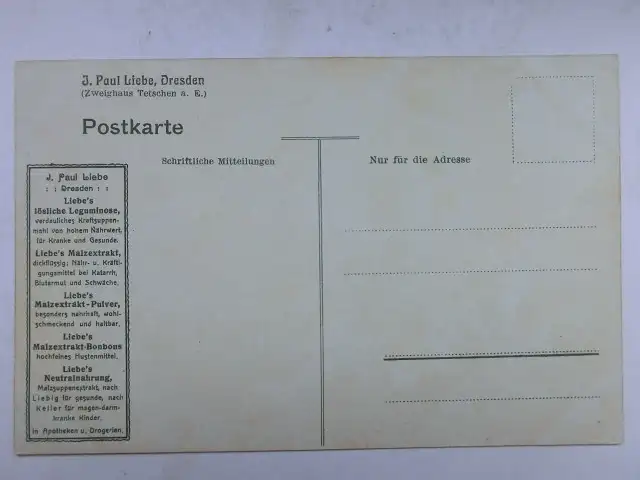 J. Paul Liebe, Dresden
(Zweighaus Tetschen a. E.)
Postkarte
Schriftliche Mitteilungen
Nur für die Adresse
J. Paul Liebe
: : Dresden : :
Liebe's
lösliche Leguminose,
verdauliches Kraftsuppen-
mehl von hohem Nährwert,
für Kranke und Gesunde.
Liebe's Malzextrakt,
dickflüssig; Nähr- u. Kräfti-
gungsmittel bei Katarrh,
Blutarmut und Schwäche.
Liebe's
Malzextrakt-Pulver,
besonders nahrhaft, wohl-
schmeckend und haltbar.
Liebe's
Malzextrakt-Bonbons
hochfeines Hustenmittel.
Liebe's
Neutralnahrung,
Malzsuppenextrakt, nach
Liebig für gesunde, nach
Keller für magen-darm-
kranke Kinder.
In Apotheken u. Drogerien.